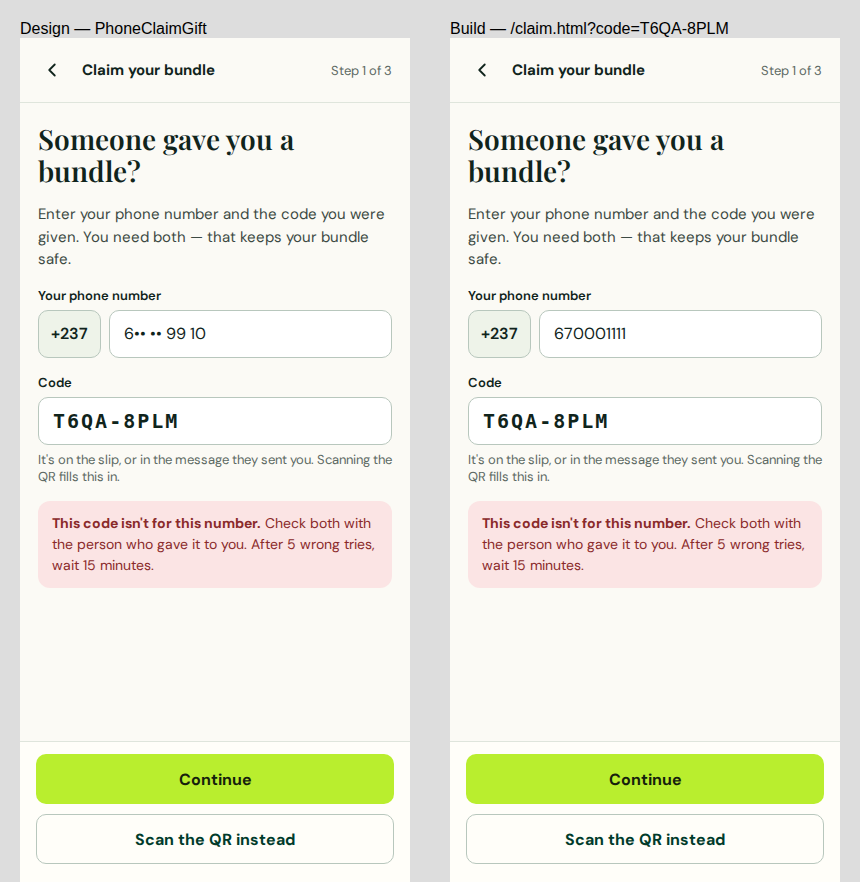 Design — PhoneClaimGift
Claim your bundle
Step 1 of 3
Someone gave you a
bundle?
Enter your phone number and the code you were
given. You need both — that keeps your bundle
safe.
Your phone number
+237
6•• •• 99 10
Code
T6QA-8PLM
It's on the slip, or in the message they sent you. Scanning the
QR fills this in.
This code isn't for this number. Check both with
the person who gave it to you. After 5 wrong tries,
wait 15 minutes.
Continue
Scan the QR instead
Build — /claim.html?code=T6QA-8PLM
Claim your bundle
Step 1 of 3
Someone gave you a
bundle?
Enter your phone number and the code you were
given. You need both — that keeps your bundle
safe.
Your phone number
+237
670001111
Code
T6QA-8PLM
It's on the slip, or in the message they sent you. Scanning the
QR fills this in.
This code isn't for this number. Check both with
the person who gave it to you. After 5 wrong tries,
wait 15 minutes.
Continue
Scan the QR instead